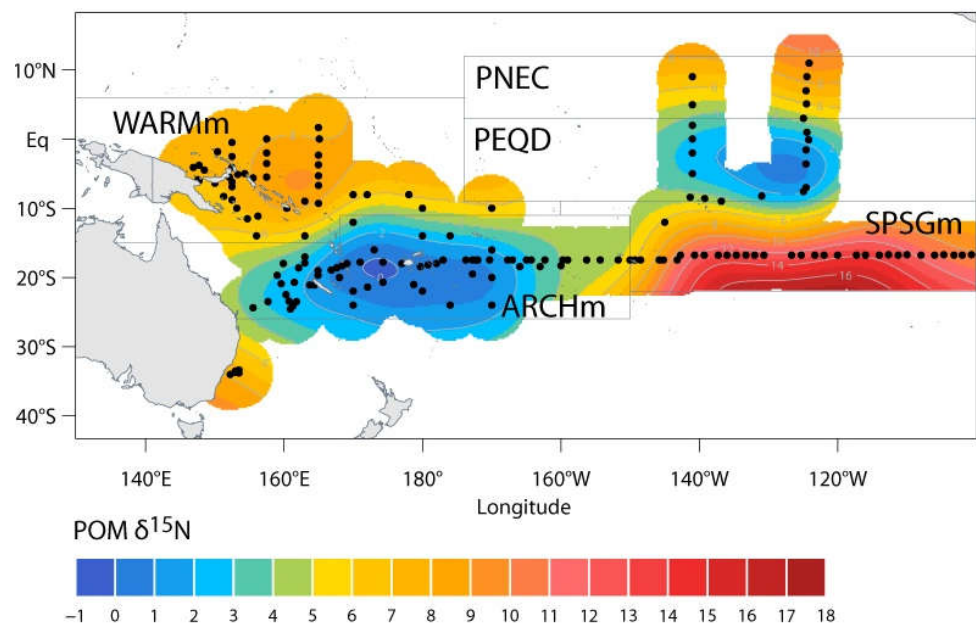 10°N
PNEC
WARMm
Eq
PEQD
10°S
SPSGm
20°S
ARCHm
30°S
40°S
140°E
160°E
180°
160°W
140°W
120°W
Longitude
POM δ15N
−1 0 1 2 3 4 5 6 7 8 9 10 11 12 13 14 15 16 17 18
14
16